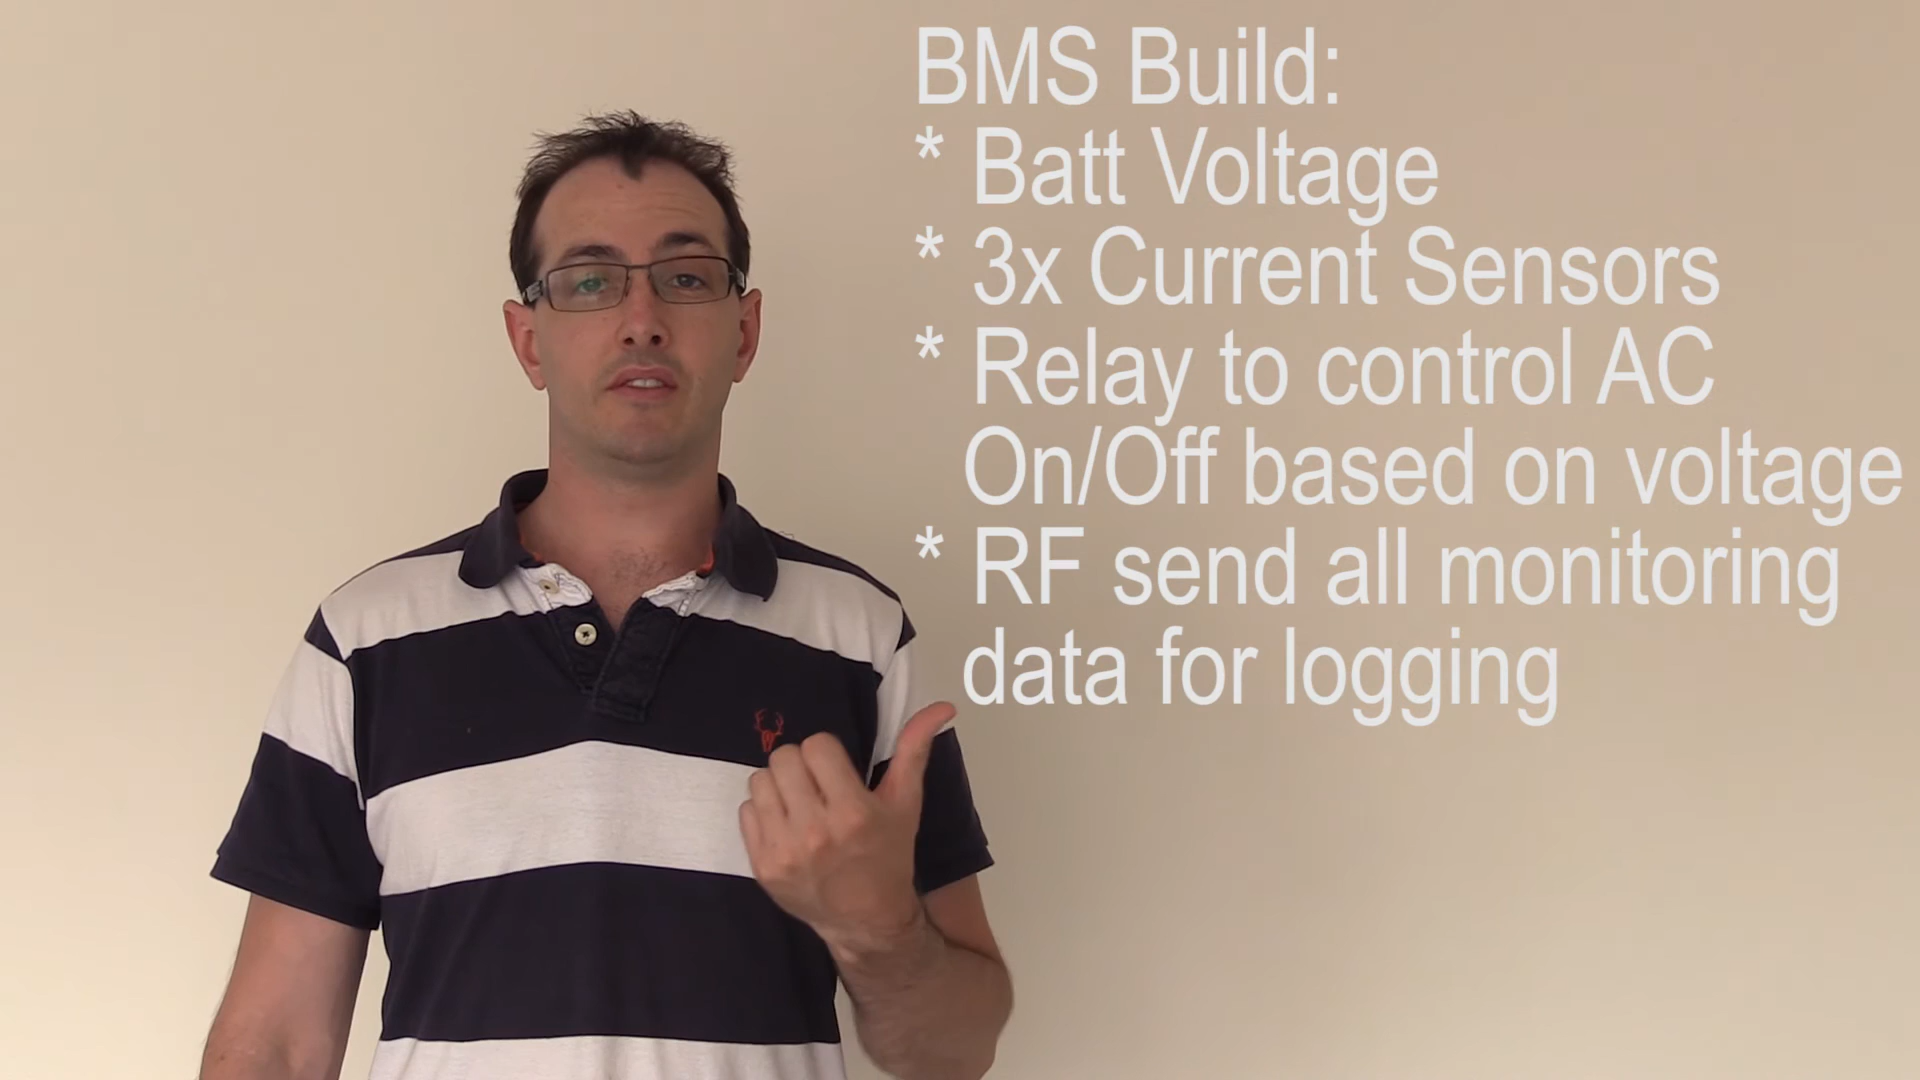 BMS Build:
* Batt Voltage
* 3x Current Sensors
* Relay to control AC
On/Off based on voltage
* RF send all monitoring
data for logging